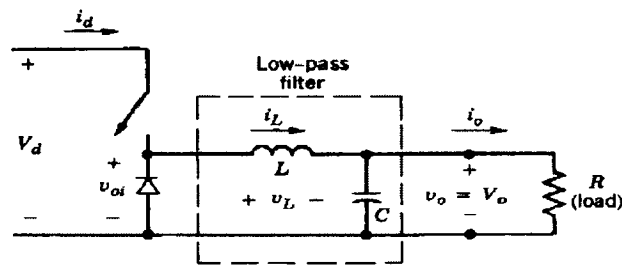 i_d
+
V_d
−
+
v_oi
−
Low-pass
filter
i_L
L
+ v_L −
C
i_o
+
v_o = V_o
−
R
(load)